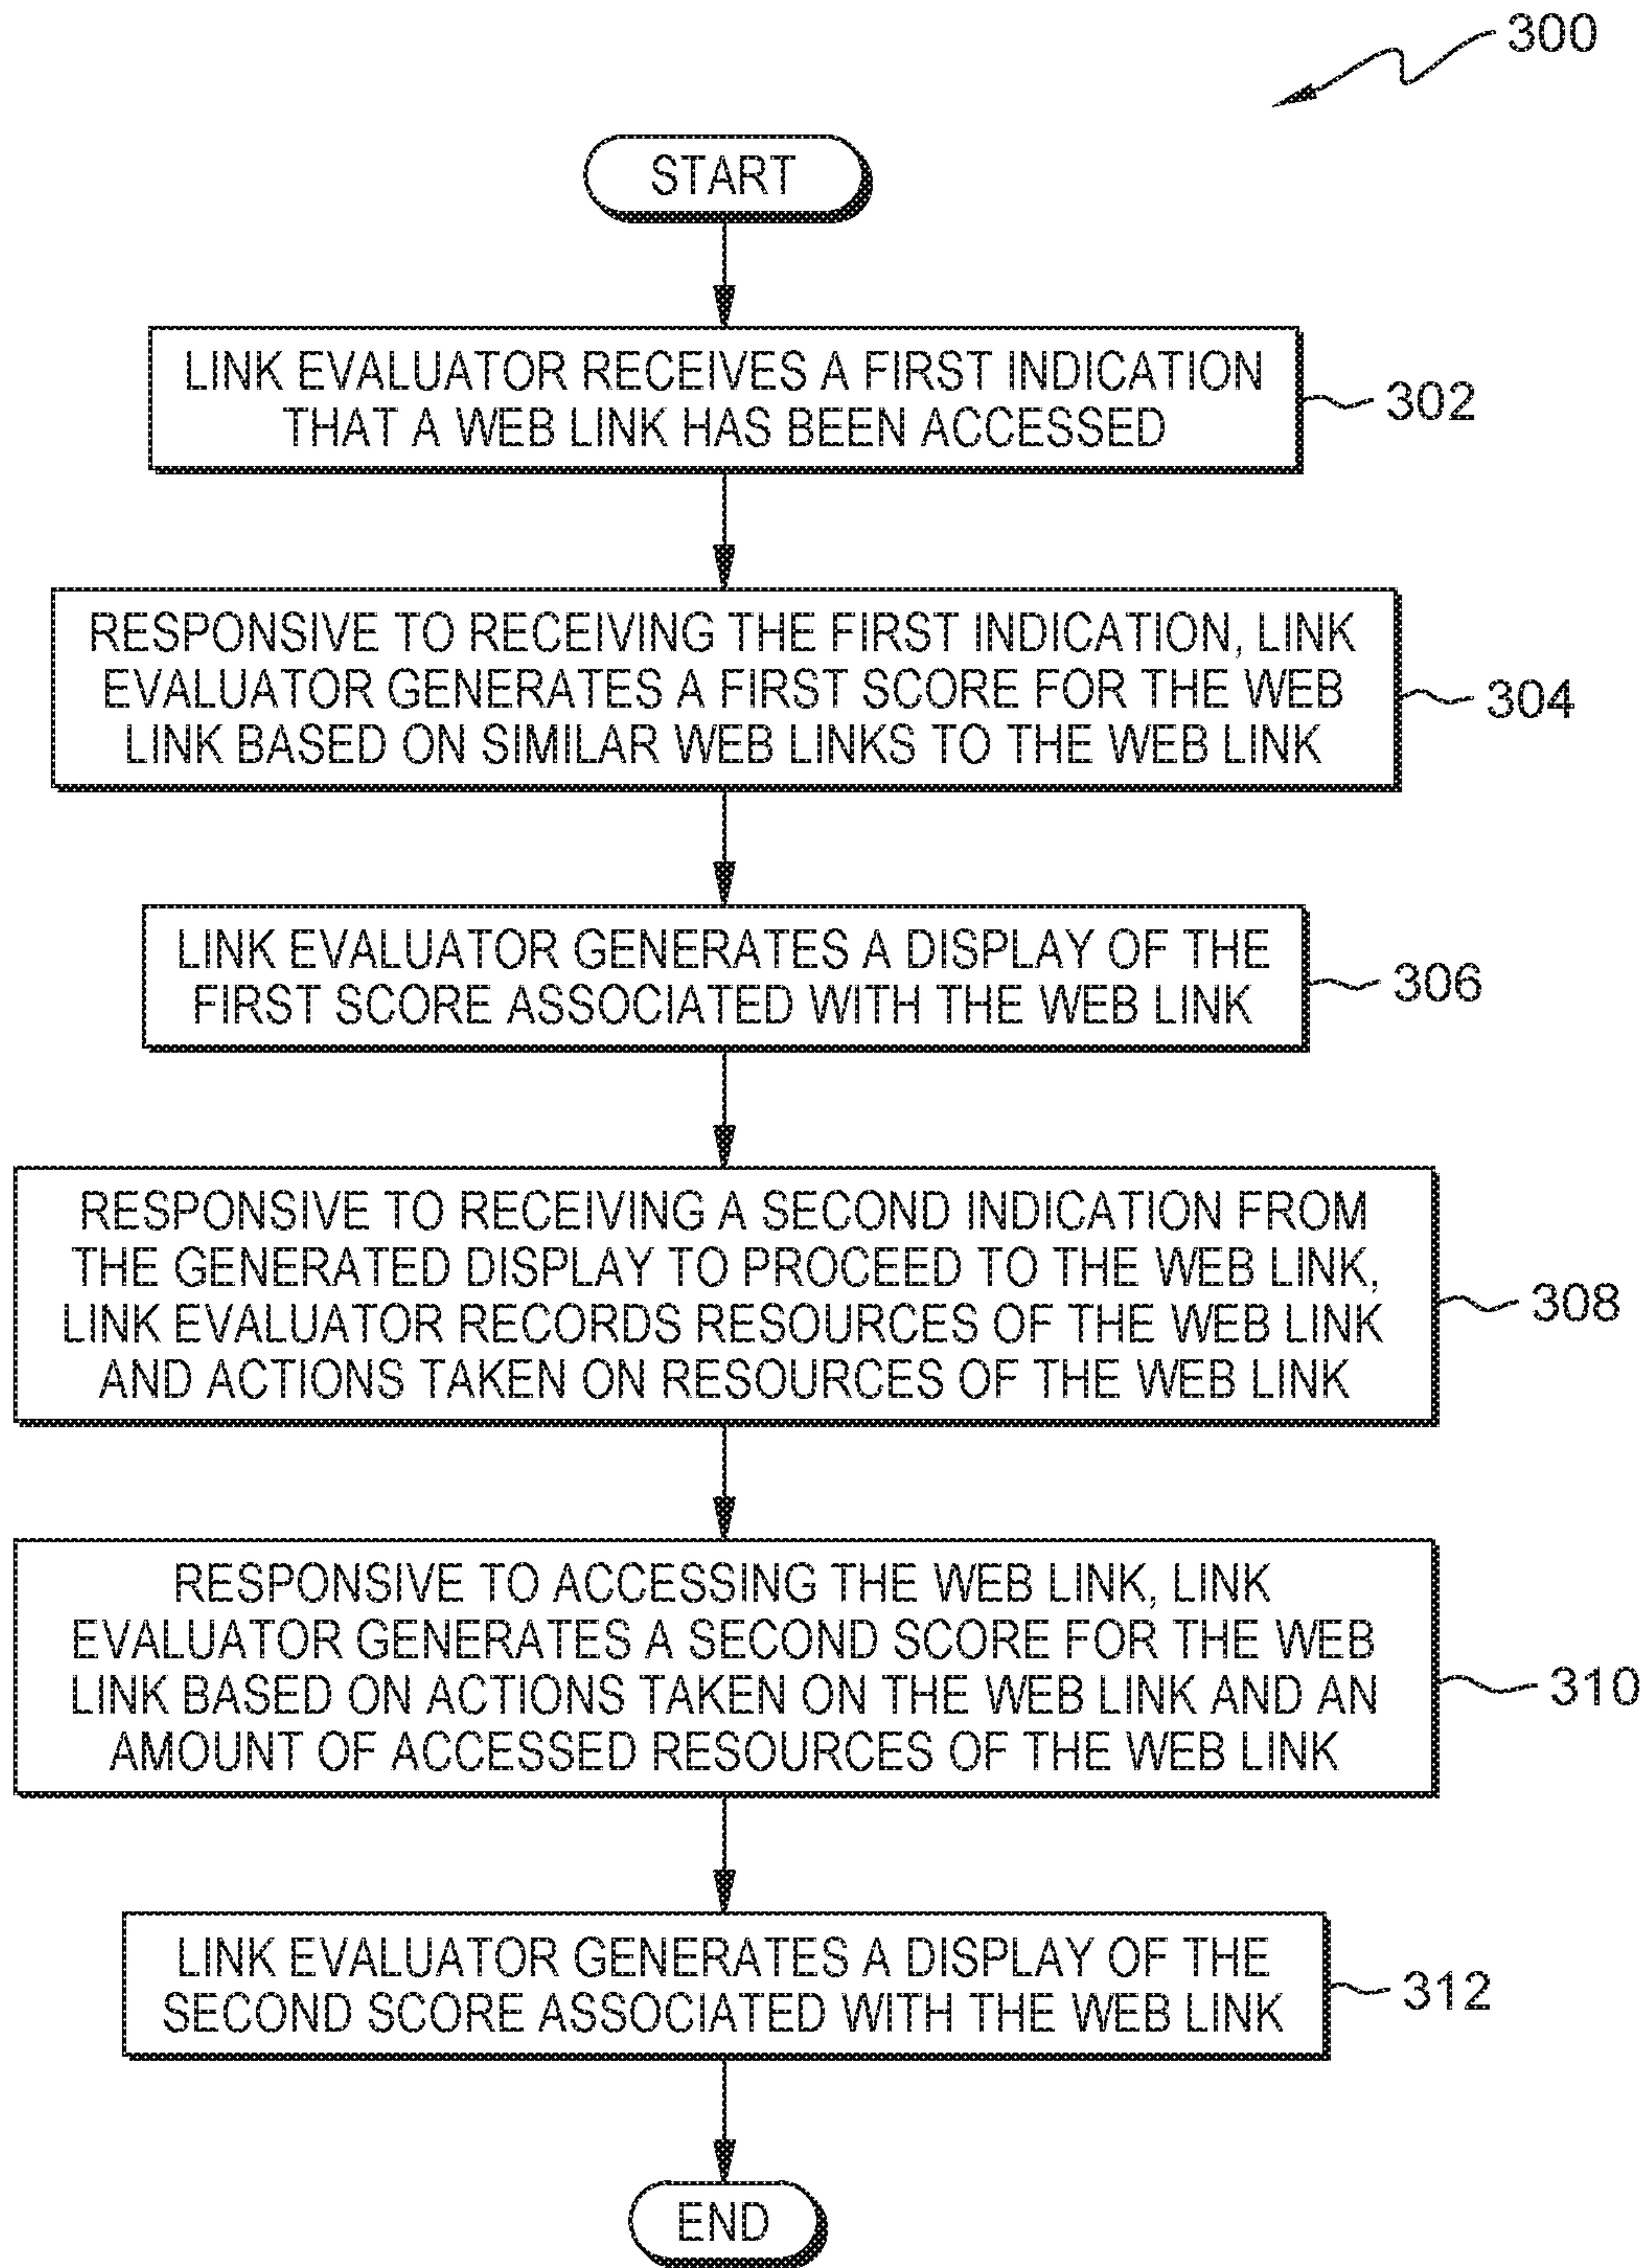 300
START
LINK EVALUATOR RECEIVES A FIRST INDICATION
THAT A WEB LINK HAS BEEN ACCESSED
302
RESPONSIVE TO RECEIVING THE FIRST INDICATION, LINK
EVALUATOR GENERATES A FIRST SCORE FOR THE WEB
LINK BASED ON SIMILAR WEB LINKS TO THE WEB LINK
304
LINK EVALUATOR GENERATES A DISPLAY OF THE
FIRST SCORE ASSOCIATED WITH THE WEB LINK
306
RESPONSIVE TO RECEIVING A SECOND INDICATION FROM
THE GENERATED DISPLAY TO PROCEED TO THE WEB LINK,
LINK EVALUATOR RECORDS RESOURCES OF THE WEB LINK
AND ACTIONS TAKEN ON RESOURCES OF THE WEB LINK
308
RESPONSIVE TO ACCESSING THE WEB LINK, LINK
EVALUATOR GENERATES A SECOND SCORE FOR THE WEB
LINK BASED ON ACTIONS TAKEN ON THE WEB LINK AND AN
AMOUNT OF ACCESSED RESOURCES OF THE WEB LINK
310
LINK EVALUATOR GENERATES A DISPLAY OF THE
SECOND SCORE ASSOCIATED WITH THE WEB LINK
312
END